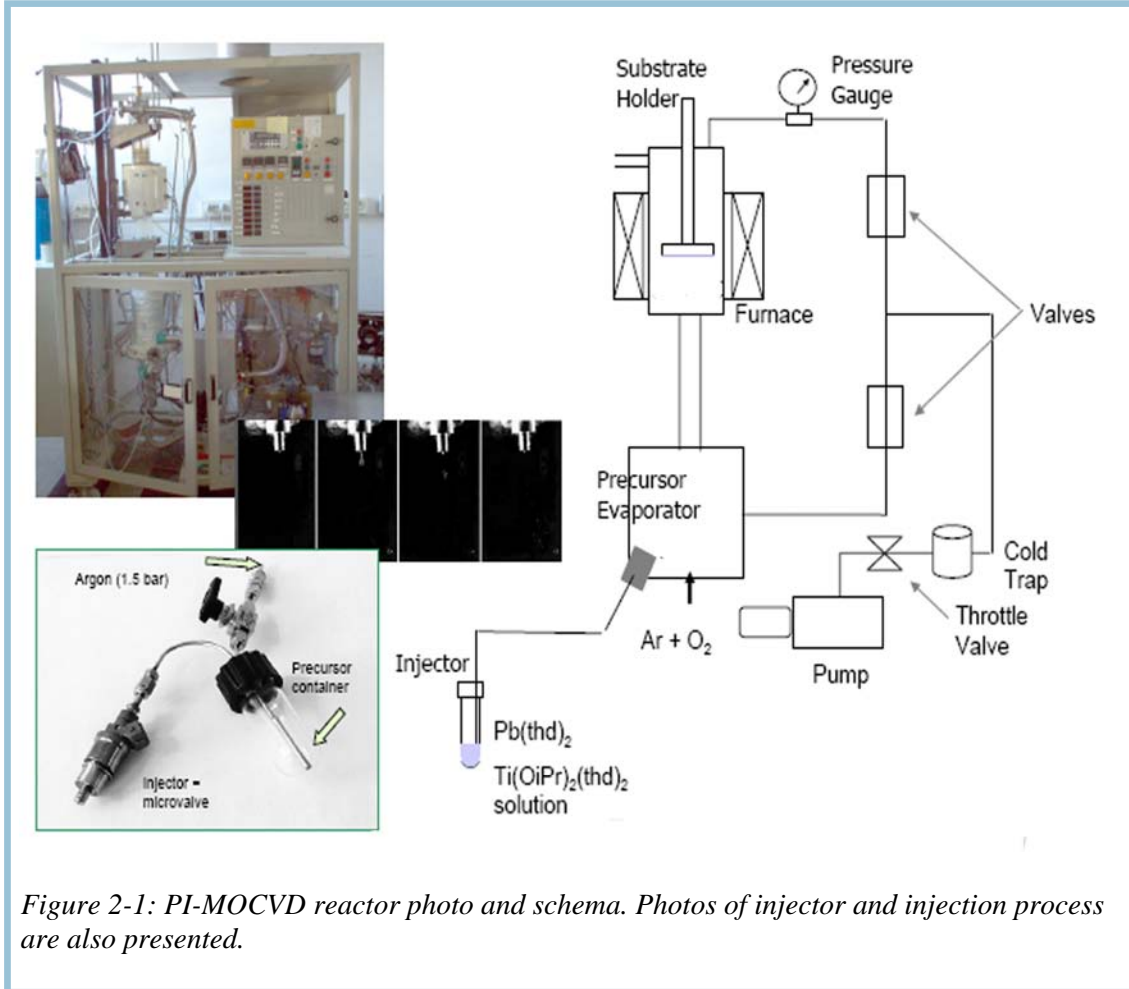 Substrate
Holder
Pressure
Gauge
Furnace
Valves
Precursor
Evaporator
Cold
Trap
Throttle
Valve
Ar + O₂
Pump
Injector
Pb(thd)₂
Ti(OiPr)₂(thd)₂
solution
Argon (1.5 bar)
Precursor
container
Injector =
microvalve
Figure 2-1: PI-MOCVD reactor photo and schema. Photos of injector and injection process
are also presented.